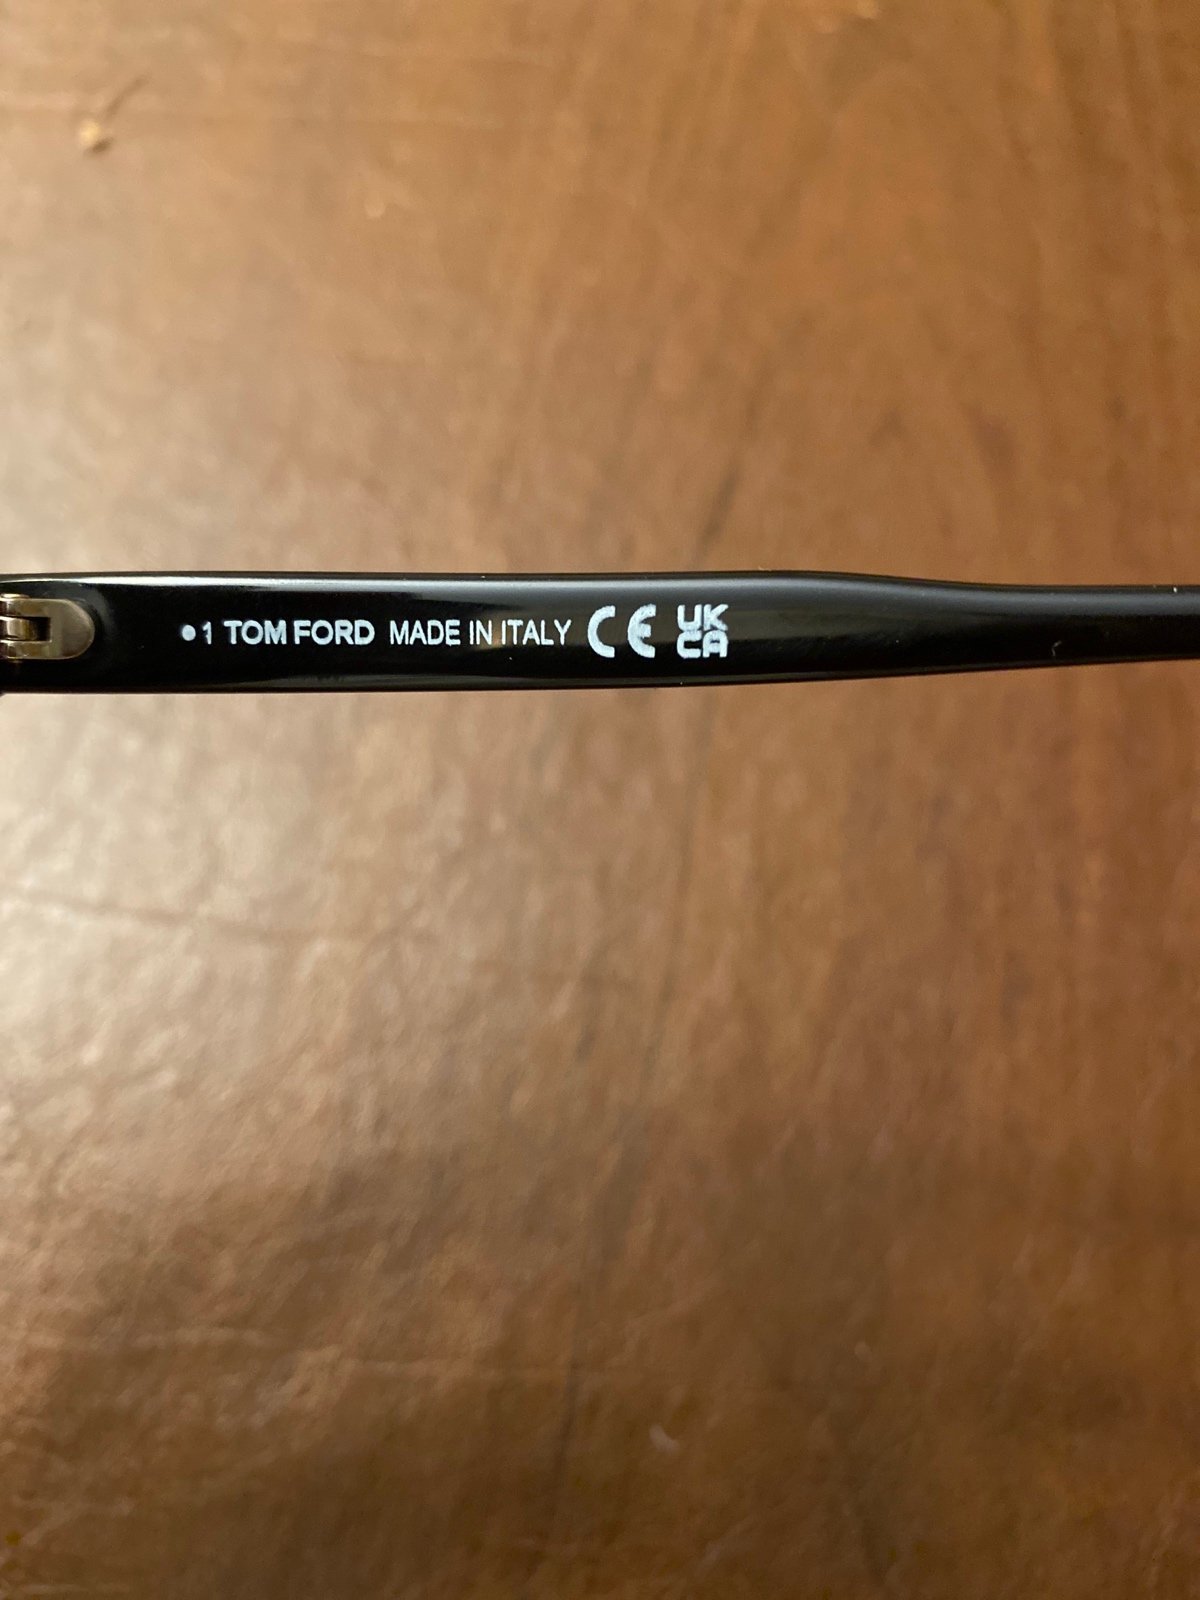 •1 TOM FORD MADE IN ITALY CE UK
CA